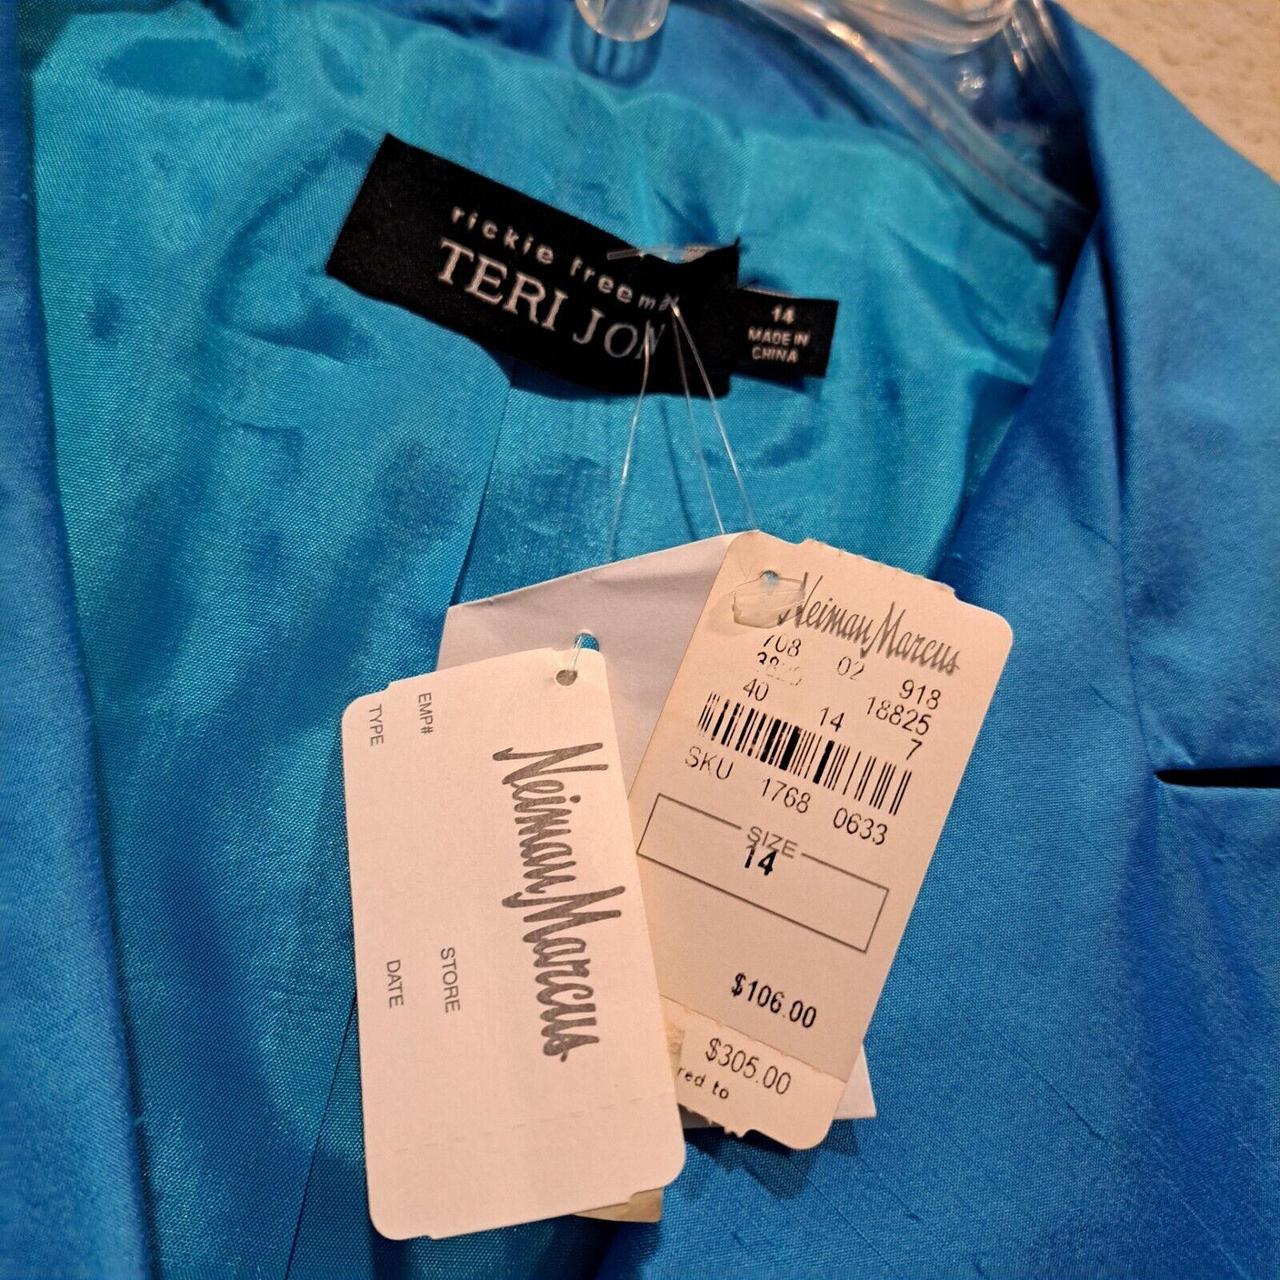 rickie freeman
TERI JON
14
MADE IN
CHINA
Neiman Marcus
708 02 918
40 14 18825
7
SKU 1768 0633
SIZE
14
$106.00
$305.00
red to
EMP#
TYPE
Neiman Marcus
STORE
DATE